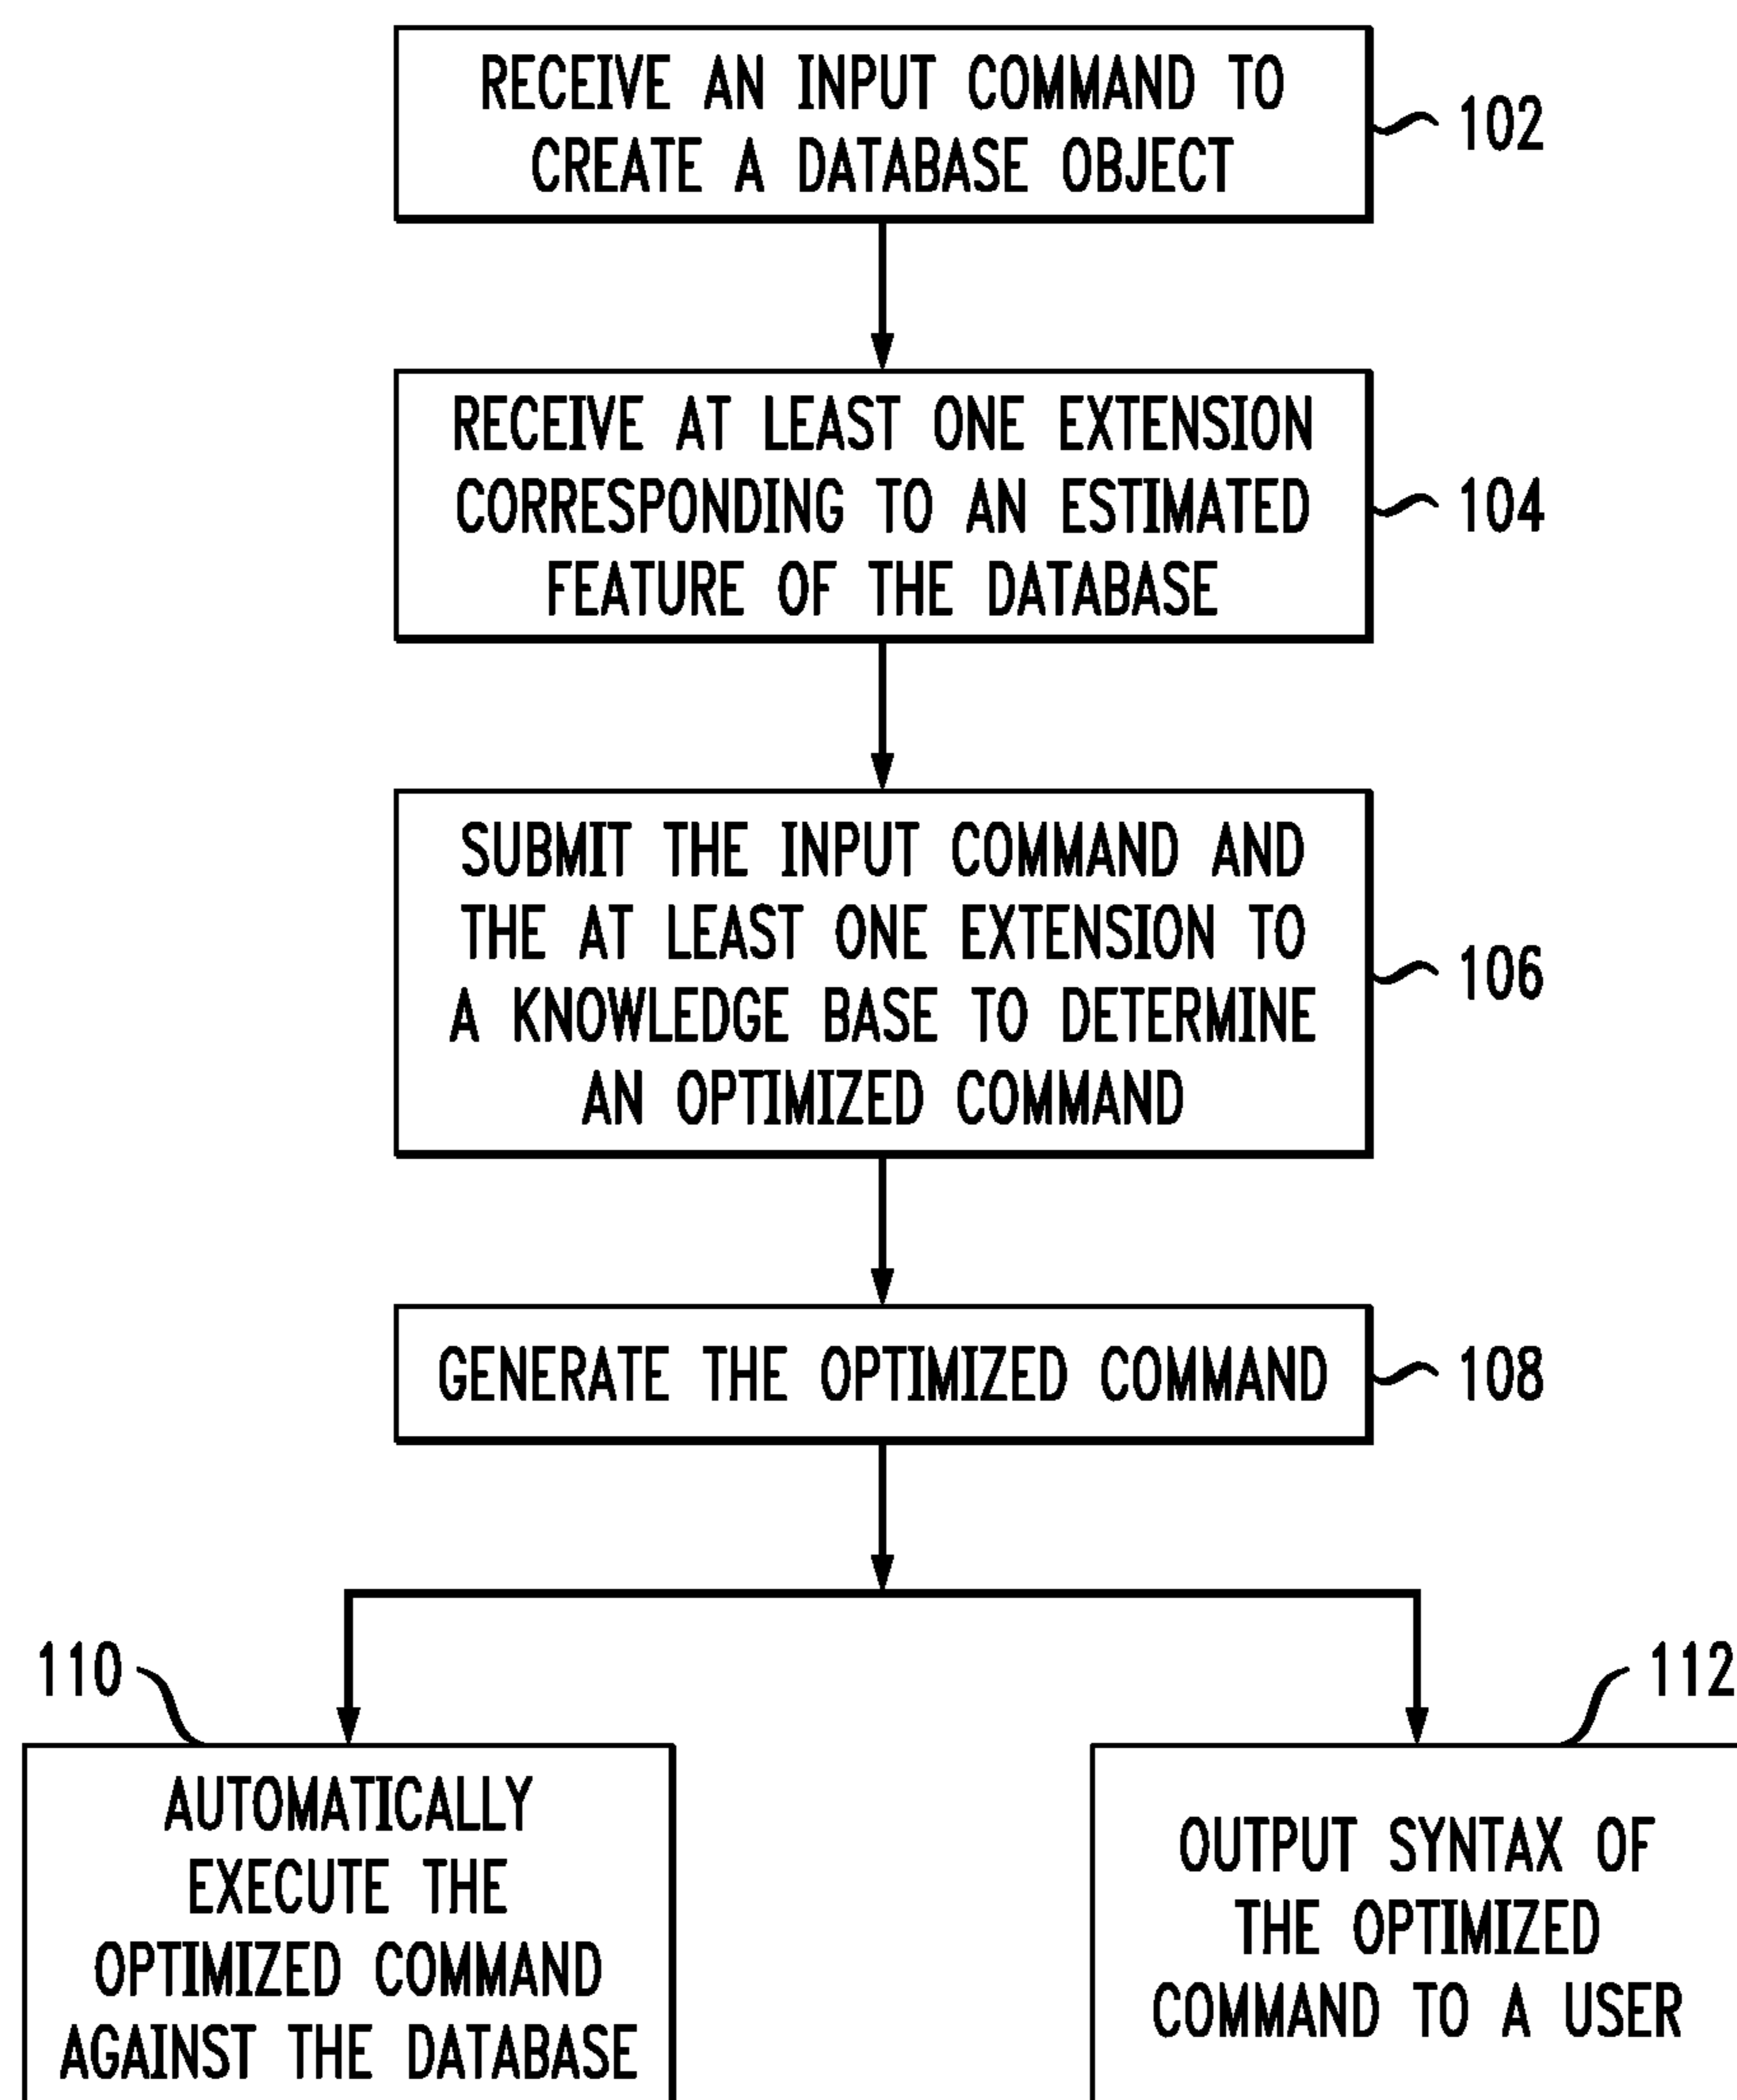 RECEIVE AN INPUT COMMAND TO
CREATE A DATABASE OBJECT
102
RECEIVE AT LEAST ONE EXTENSION
CORRESPONDING TO AN ESTIMATED
FEATURE OF THE DATABASE
104
SUBMIT THE INPUT COMMAND AND
THE AT LEAST ONE EXTENSION TO
A KNOWLEDGE BASE TO DETERMINE
AN OPTIMIZED COMMAND
106
GENERATE THE OPTIMIZED COMMAND
108
110
AUTOMATICALLY
EXECUTE THE
OPTIMIZED COMMAND
AGAINST THE DATABASE
112
OUTPUT SYNTAX OF
THE OPTIMIZED
COMMAND TO A USER